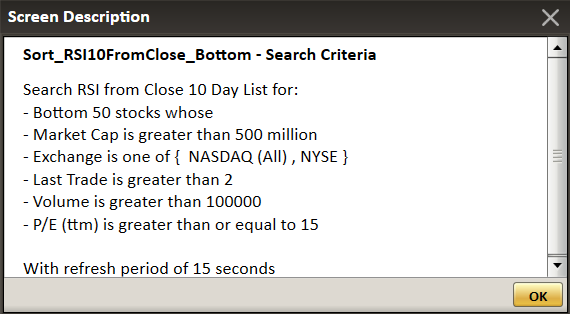 Screen Description
Sort_RSI10FromClose_Bottom - Search Criteria
Search RSI from Close 10 Day List for:
- Bottom 50 stocks whose
- Market Cap is greater than 500 million
- Exchange is one of {  NASDAQ (All) , NYSE }
- Last Trade is greater than 2
- Volume is greater than 100000
- P/E (ttm) is greater than or equal to 15
With refresh period of 15 seconds
OK